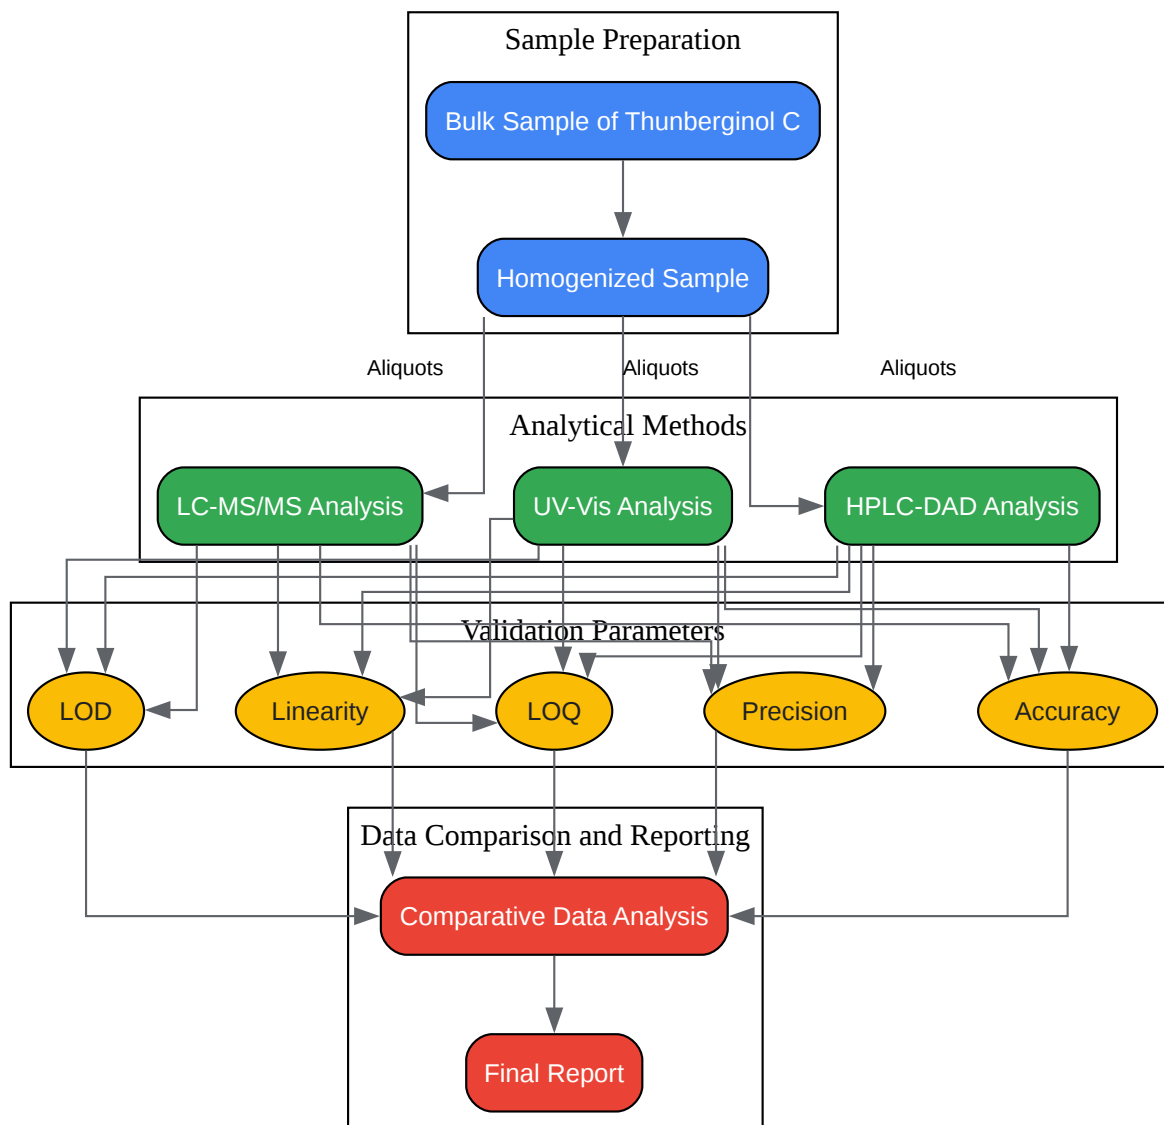 Sample Preparation
Bulk Sample of Thunberginol C
Homogenized Sample
Aliquots
Aliquots
Aliquots
Analytical Methods
LC-MS/MS Analysis
UV-Vis Analysis
HPLC-DAD Analysis
Validation Parameters
LOD
Linearity
LOQ
Precision
Accuracy
Data Comparison and Reporting
Comparative Data Analysis
Final Report